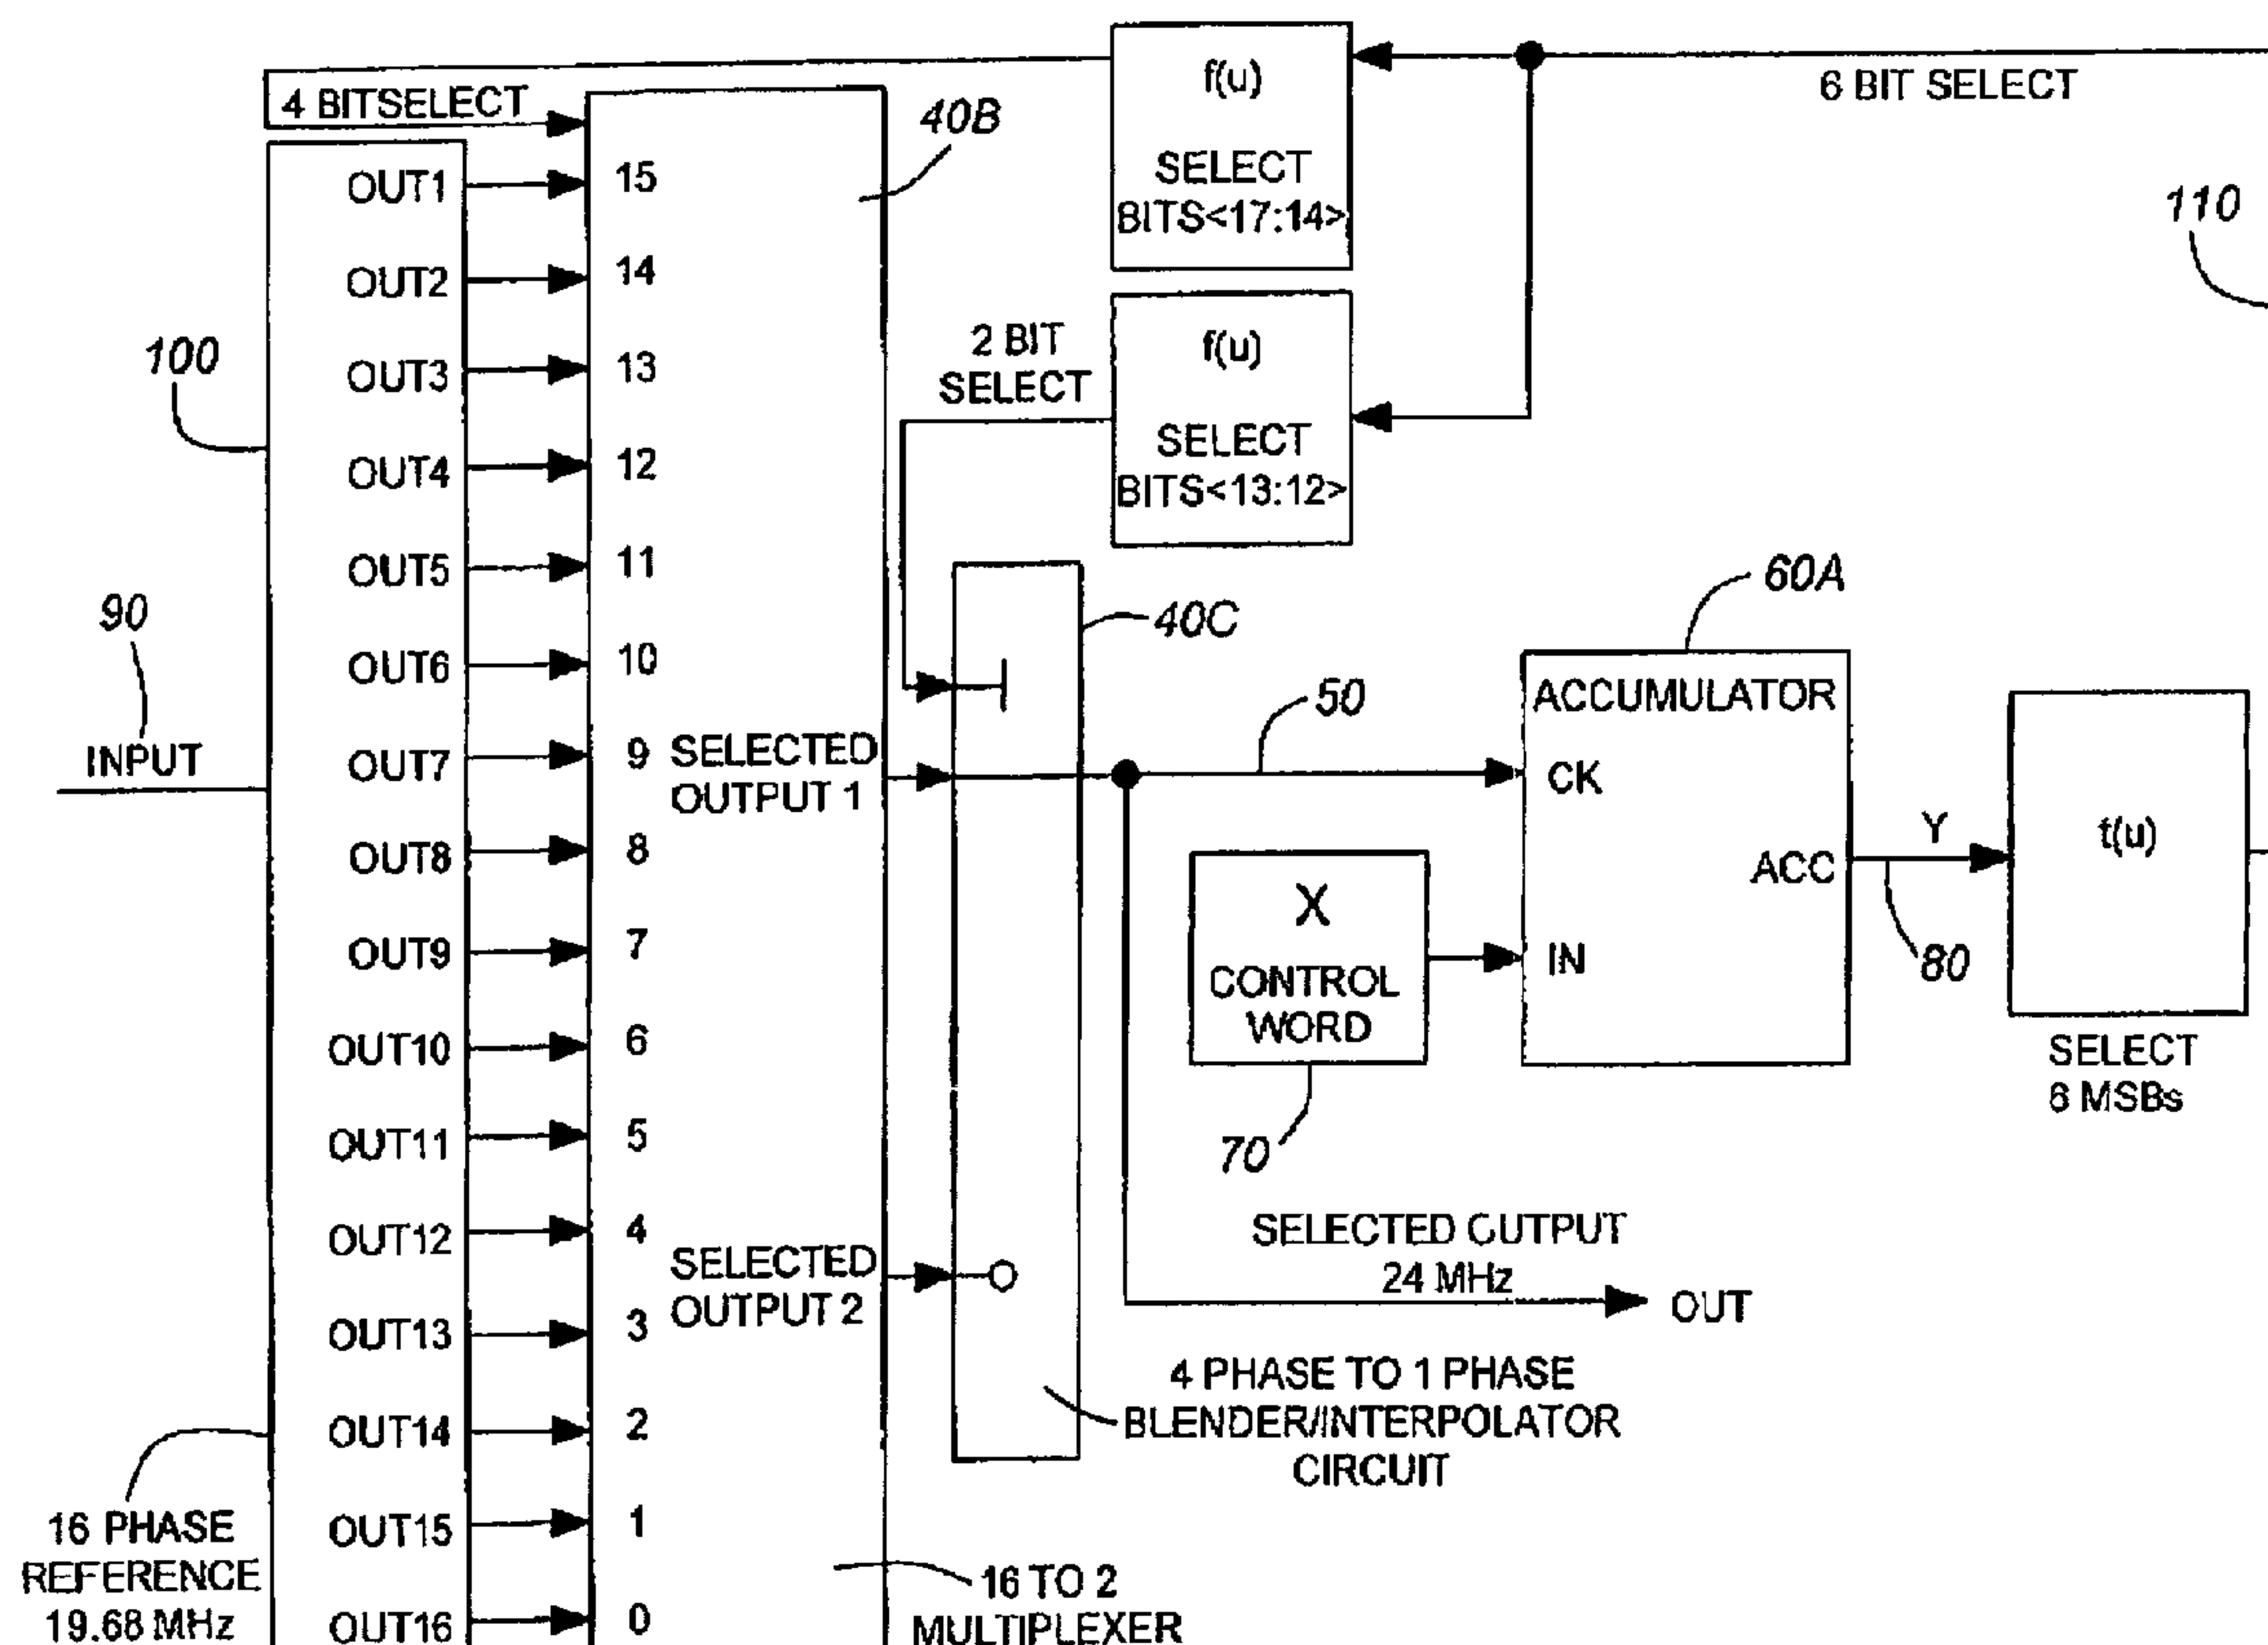 4 BITSELECT
f(u)
SELECT
BITS<17:14>
6 BIT SELECT
40B
110
OUT1 15
OUT2 14
OUT3 13
OUT4 12
OUT5 11
OUT6 10
OUT7 9
OUT8 8
OUT9 7
OUT10 6
OUT11 5
OUT12 4
OUT13 3
OUT14 2
OUT15 1
OUT16 0
100
90
INPUT
2 BIT
SELECT
f(u)
SELECT
BITS<13:12>
40C
SELECTED
OUTPUT 1
50
60A
ACCUMULATOR
CK
ACC
IN
Y
80
t(u)
SELECT
6 MSBs
X
CONTROL
WORD
70
SELECTED
OUTPUT 2
SELECTED OUTPUT
24 MHz
OUT
4 PHASE TO 1 PHASE
BLENDER/INTERPOLATOR
CIRCUIT
16 PHASE
REFERENCE
19.68 MHz
16 TO 2
MULTIPLEXER